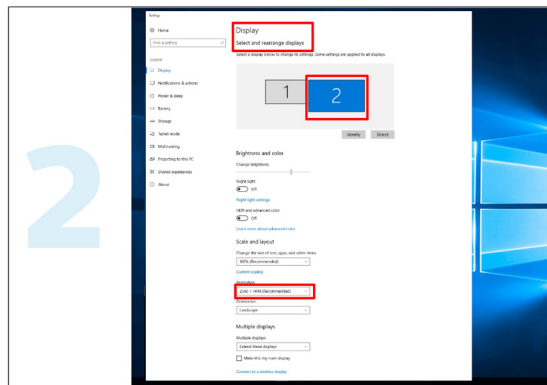 Settings
Home
Find a setting
System
Display
Notifications & actions
Power & sleep
Battery
Storage
Tablet mode
Multitasking
Projecting to this PC
Shared experiences
About
2
Display
Select and rearrange displays
Select a display below to change its settings. Some settings are applied to all displays.
1
2
Identify
Detect
Brightness and color
Change brightness
Night light
Off
Night light settings
HDR and advanced color
Off
Learn more about advanced color
Scale and layout
Change the size of text, apps, and other items
100% (Recommended)
Custom scaling
Resolution
2560 × 1440 (Recommended)
Orientation
Landscape
Multiple displays
Multiple displays
Extend these displays
Make this my main display
Connect to a wireless display